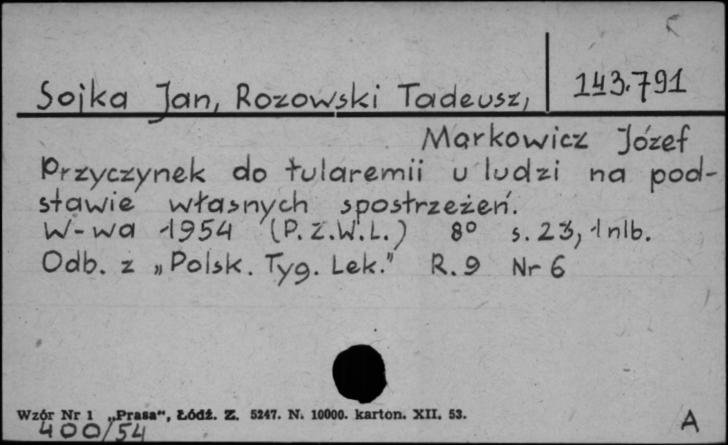 Sojka Jan, Rozowski Tadeusz, 143.791
Markowicz Józef
Przyczynek do tularemii u ludzi na pod-
stawie własnych spostrzeżeń.
W-wa 1954 (P.Z.W.L.) 8° s. 23, 1 nlb.
Odb. z „Polsk. Tyg. Lek." R. 9 Nr 6
Wzór Nr 1 „Prasa“, Łódź. Z. 5247. N. 10000. karton. XII. 53.
400/54 A